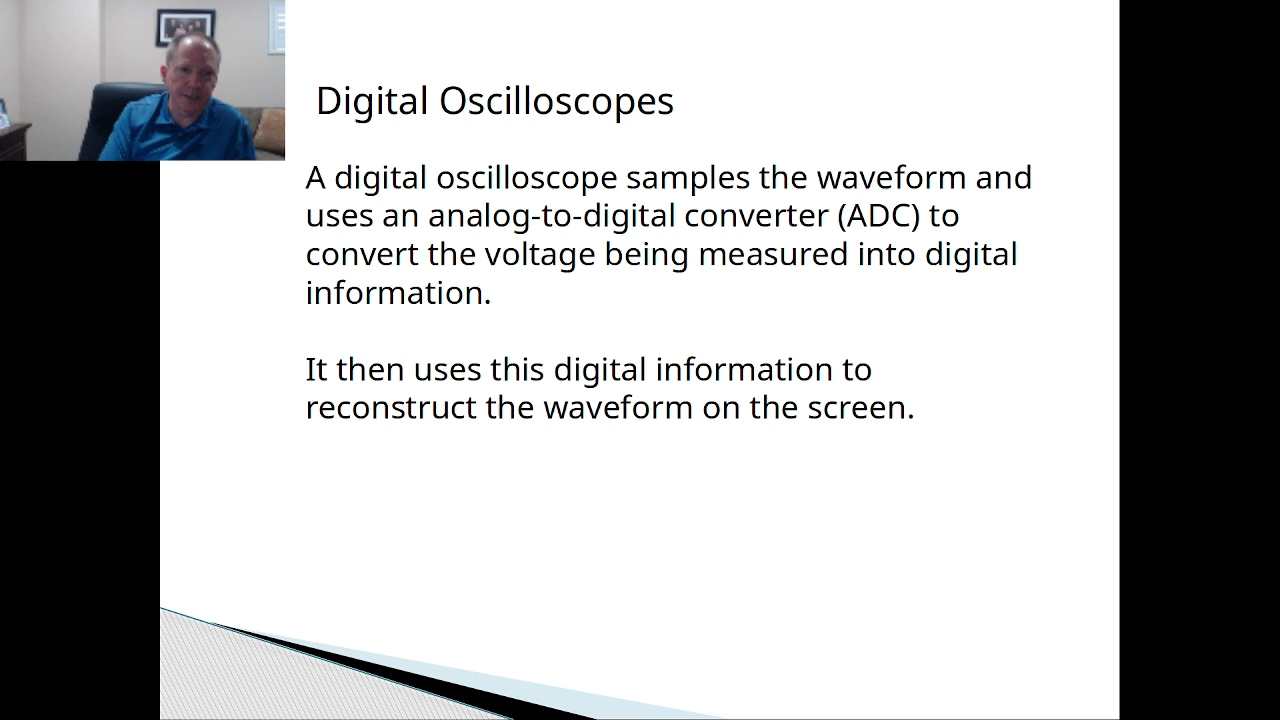 Digital Oscilloscopes
A digital oscilloscope samples the waveform and
uses an analog-to-digital converter (ADC) to
convert the voltage being measured into digital
information.
It then uses this digital information to
reconstruct the waveform on the screen.